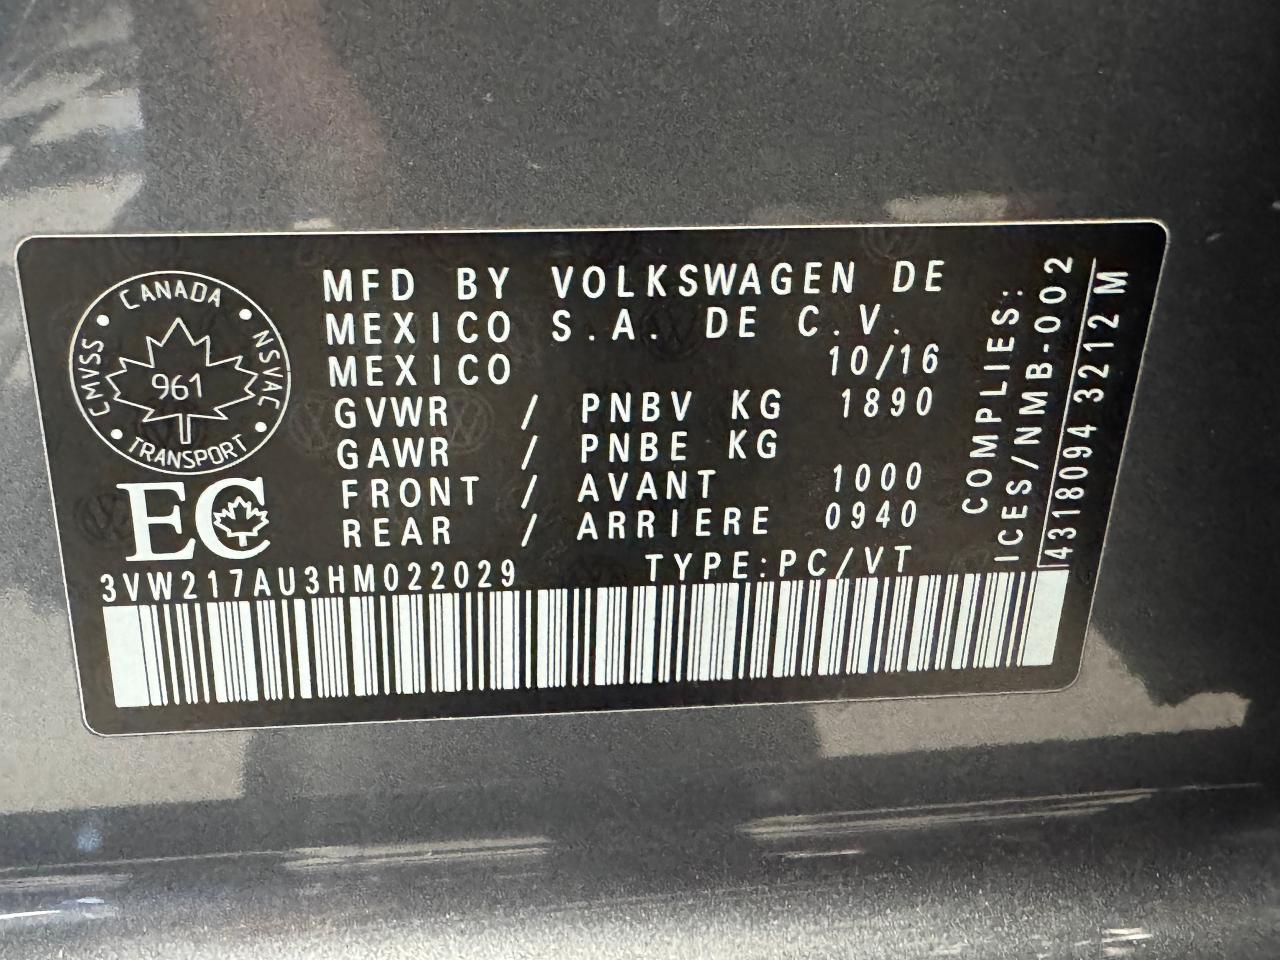 CANADA
CMVSS
NSVAC
961
TRANSPORT
EC
MFD BY VOLKSWAGEN DE
MEXICO S.A. DE C.V.
MEXICO 10/16
GVWR / PNBV KG 1890
GAWR / PNBE KG
FRONT / AVANT 1000
REAR / ARRIERE 0940
3VW217AU3HM022029 TYPE:PC/VT
COMPLIES:
ICES/NMB-002
4318094 3212M